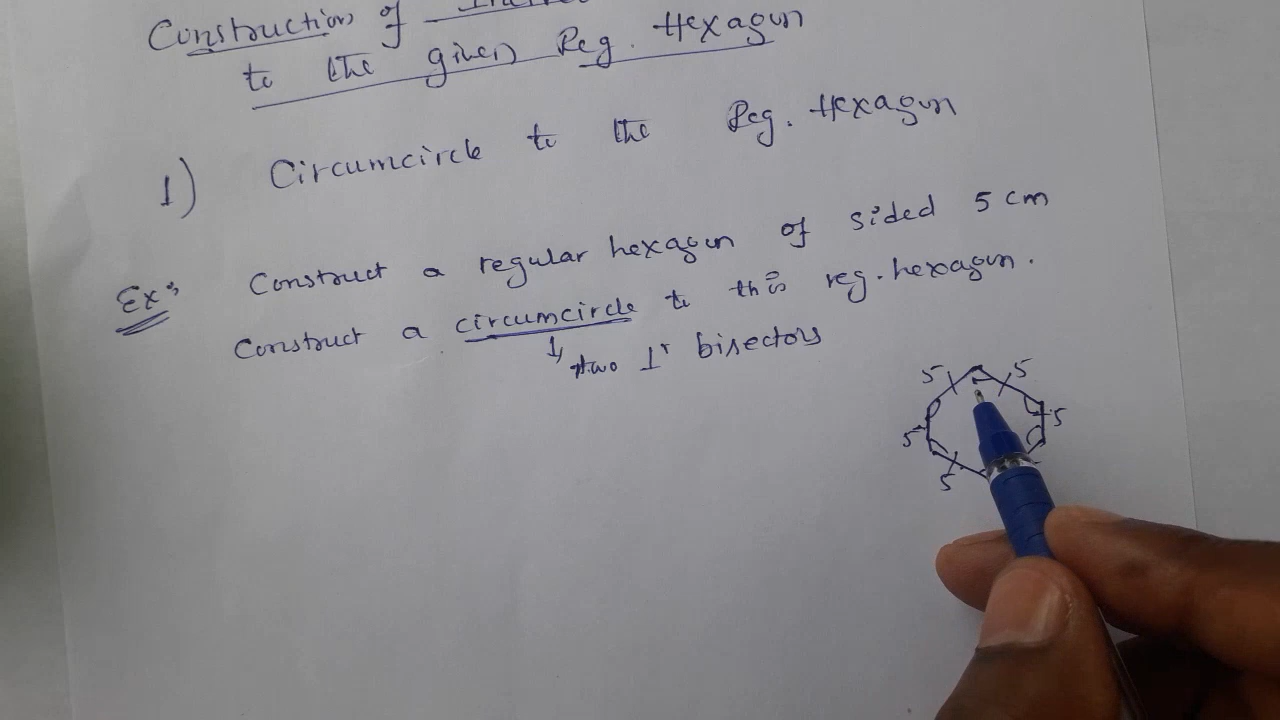 Construction of
to the given Reg. Hexagon
1) Circumcircle to the Reg. Hexagon
Ex: Construct a regular hexagon of sided 5 cm
Construct a circumcircle to this reg. hexagon.
two ⊥r bisectors
5 5
5
5
5